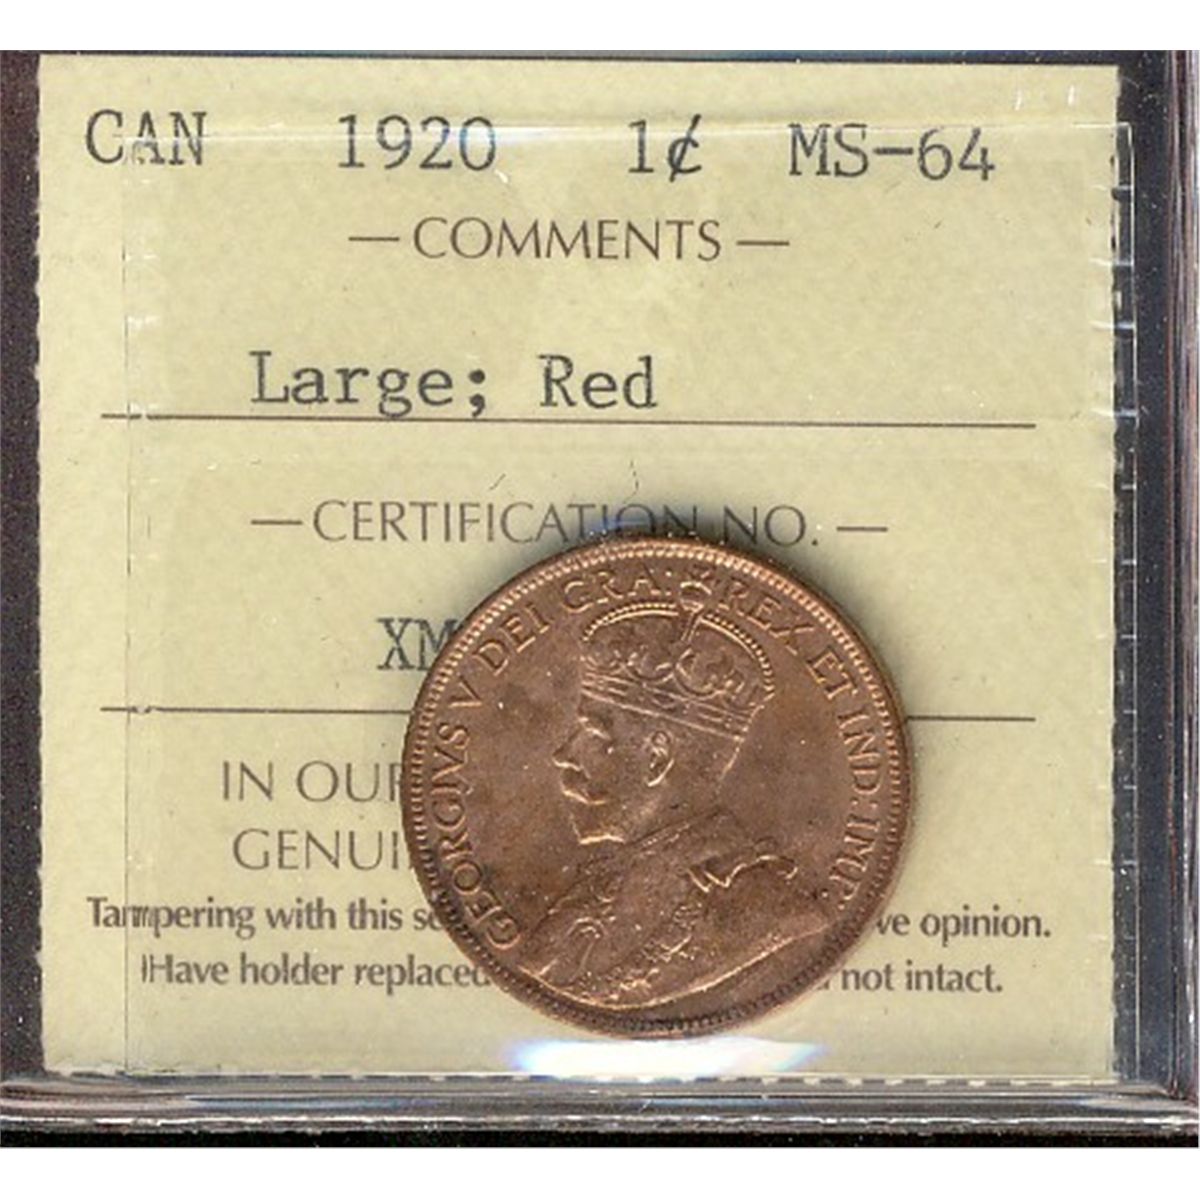 CAN 1920 1¢ MS-64
— COMMENTS —
Large; Red
— CERTIFICATION NO. —
XM
IN OUR
GENUI
Tampering with this se ve opinion.
Have holder replaced not intact.
GEORGIVS V DEI GRA: REX ET IND: IMP: